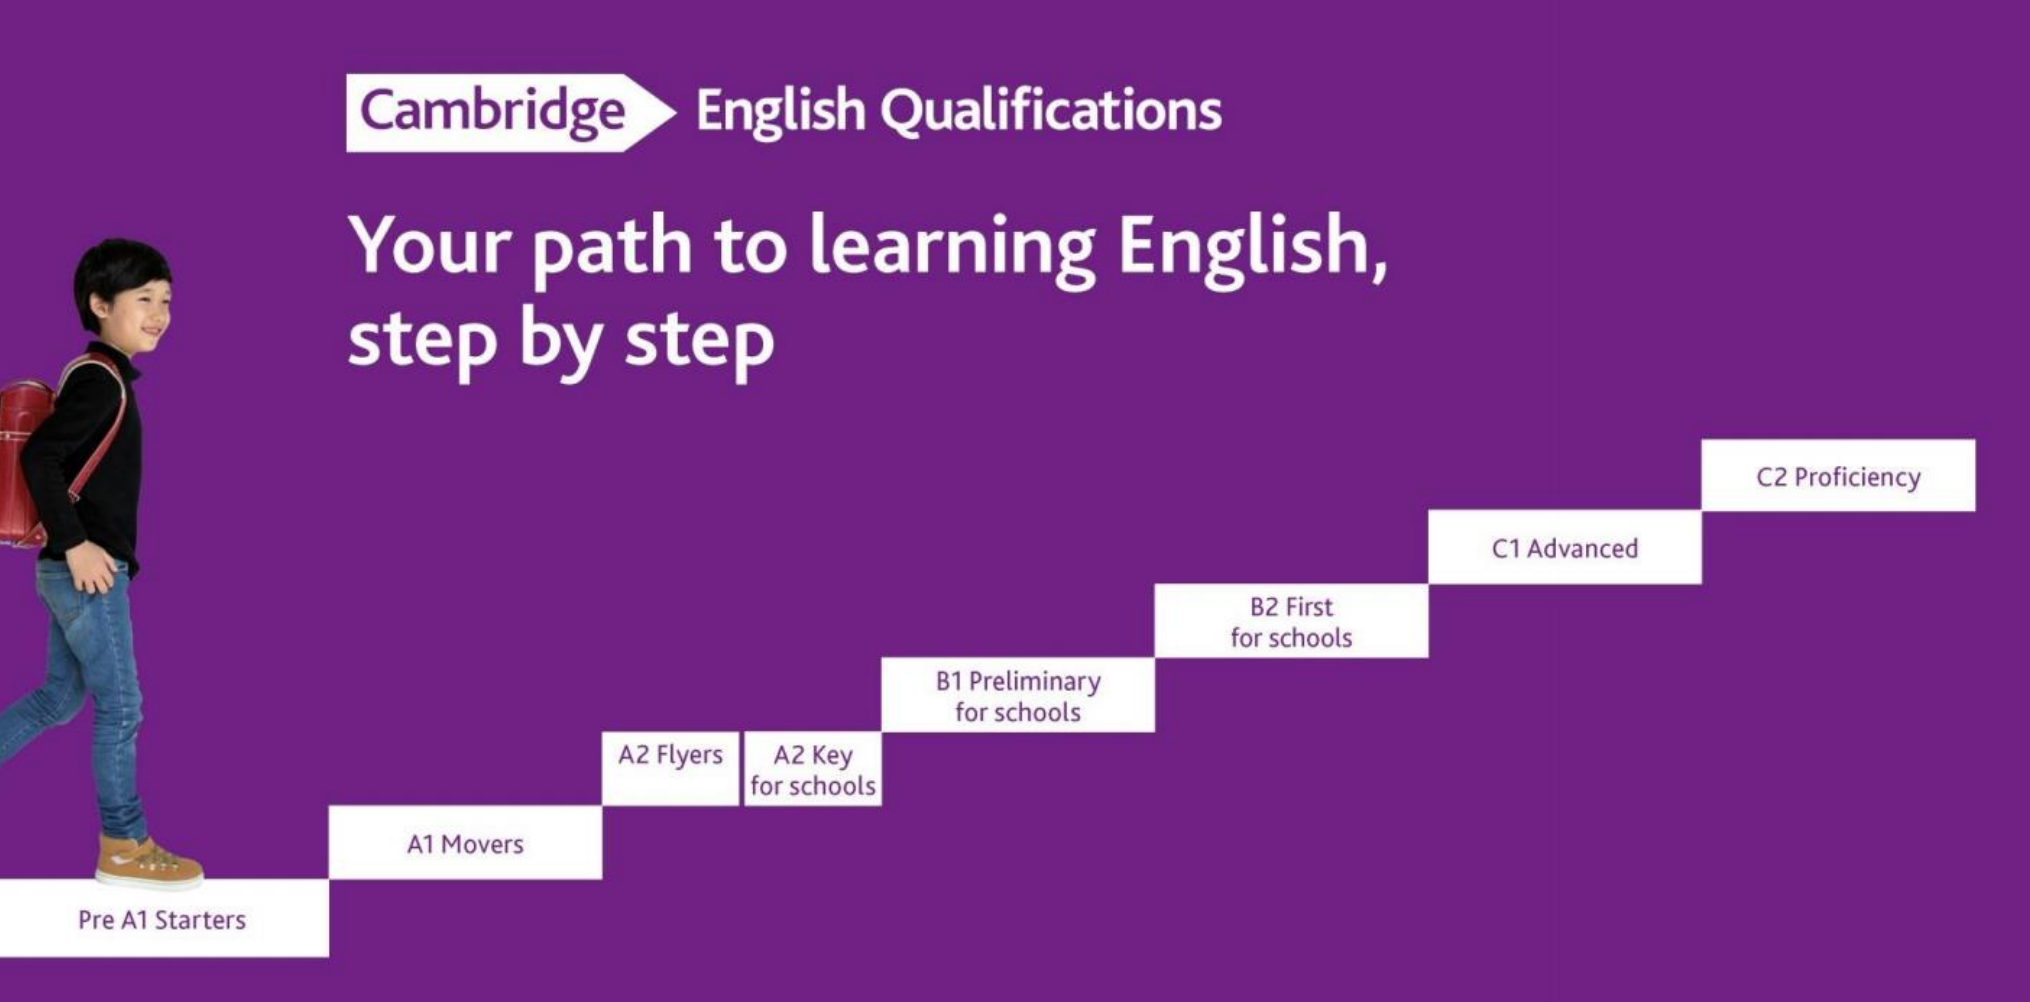 Cambridge English Qualifications
Your path to learning English,
step by step
C2 Proficiency
C1 Advanced
B2 First
for schools
B1 Preliminary
for schools
A2 Flyers
A2 Key
for schools
A1 Movers
Pre A1 Starters